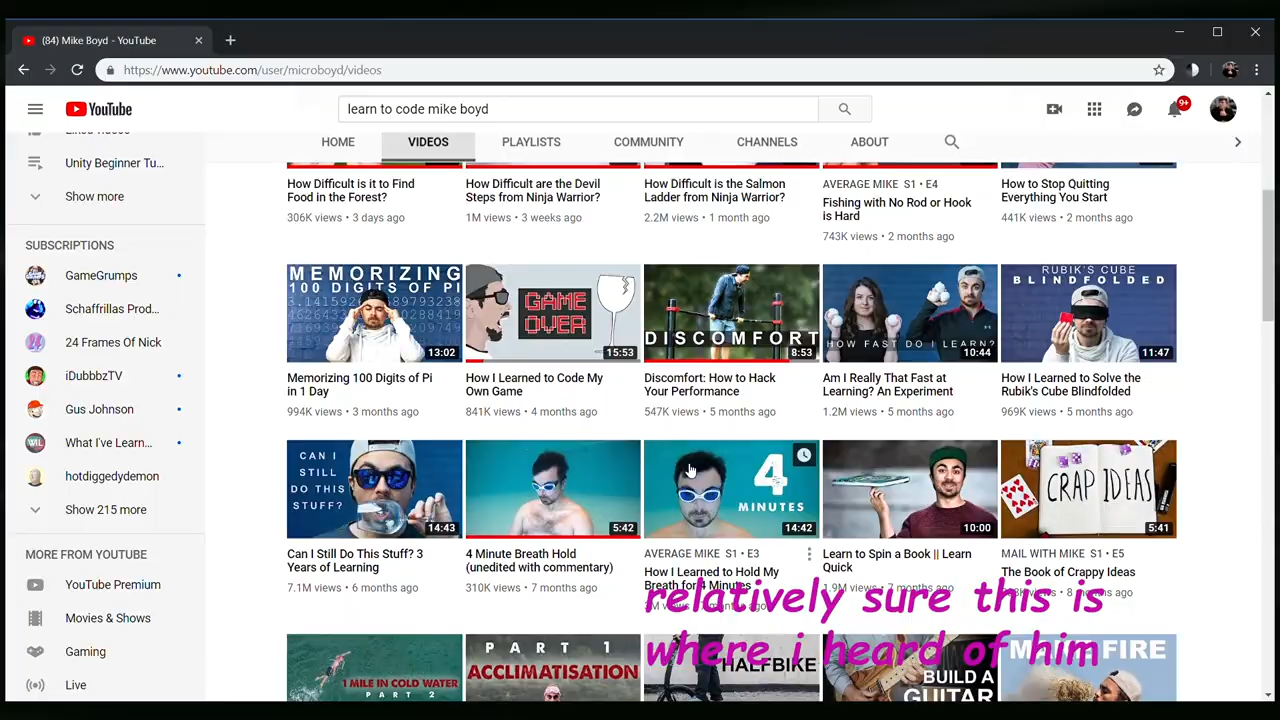 (84) Mike Boyd - YouTube
https://www.youtube.com/user/microboyd/videos
YouTube
learn to code mike boyd
9+
HOME
VIDEOS
PLAYLISTS
COMMUNITY
CHANNELS
ABOUT
Liked videos
Unity Beginner Tu...
Show more
SUBSCRIPTIONS
GameGrumps
Schaffrillas Prod...
24 Frames Of Nick
iDubbbzTV
Gus Johnson
What I've Learn...
hotdiggedydemon
Show 215 more
MORE FROM YOUTUBE
YouTube Premium
Movies & Shows
Gaming
Live
How Difficult is it to Find
Food in the Forest?
306K views • 3 days ago
How Difficult are the Devil
Steps from Ninja Warrior?
1M views • 3 weeks ago
How Difficult is the Salmon
Ladder from Ninja Warrior?
2.2M views • 1 month ago
AVERAGE MIKE S1 • E4
Fishing with No Rod or Hook
is Hard
743K views • 2 months ago
How to Stop Quitting
Everything You Start
441K views • 2 months ago
MEMORIZING
100 DIGITS OF PI
13:02
Memorizing 100 Digits of Pi
in 1 Day
994K views • 3 months ago
GAME
OVER
15:53
How I Learned to Code My
Own Game
841K views • 4 months ago
DISCOMFORT
8:53
Discomfort: How to Hack
Your Performance
547K views • 5 months ago
HOW FAST DO I LEARN?
10:44
Am I Really That Fast at
Learning? An Experiment
1.2M views • 5 months ago
RUBIK'S CUBE
BLINDFOLDED
11:47
How I Learned to Solve the
Rubik's Cube Blindfolded
969K views • 5 months ago
CAN I
STILL
DO THIS
STUFF?
14:43
Can I Still Do This Stuff? 3
Years of Learning
7.1M views • 6 months ago
5:42
4 Minute Breath Hold
(unedited with commentary)
310K views • 7 months ago
4
MINUTES
14:42
AVERAGE MIKE S1 • E3
How I Learned to Hold My
Breath for 4 Minutes
10:00
Learn to Spin a Book || Learn
Quick
1.9M views • 7 months ago
CRAP IDEAS
5:41
MAIL WITH MIKE S1 • E5
The Book of Crappy Ideas
relatively sure this is
where i heard of him
1 MILE IN COLD WATER
PART 2
PART 1
ACCLIMATISATION
HALFBIKE
BUILD A
GUITAR
FIRE